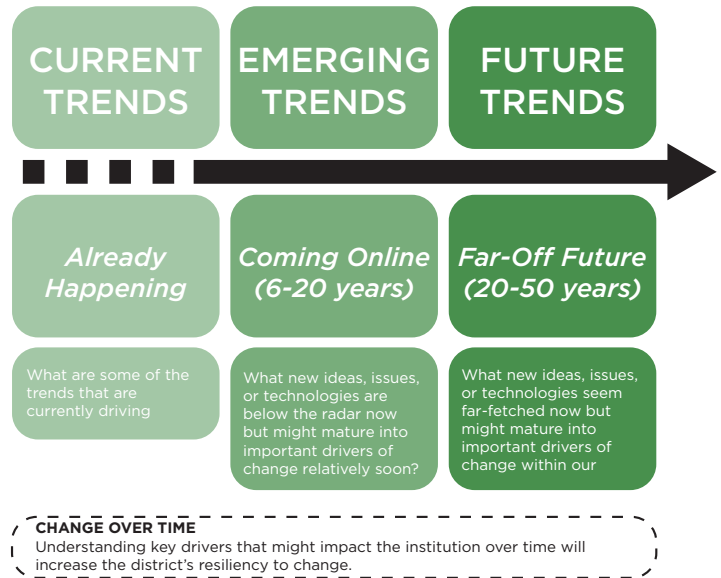 CURRENT
TRENDS
EMERGING
TRENDS
FUTURE
TRENDS
Already
Happening
Coming Online
(6-20 years)
Far-Off Future
(20-50 years)
What are some of the
trends that are
currently driving
What new ideas, issues,
or technologies are
below the radar now
but might mature into
important drivers of
change relatively soon?
What new ideas, issues,
or technologies seem
far-fetched now but
might mature into
important drivers of
change within our
CHANGE OVER TIME
Understanding key drivers that might impact the institution over time will
increase the district's resiliency to change.